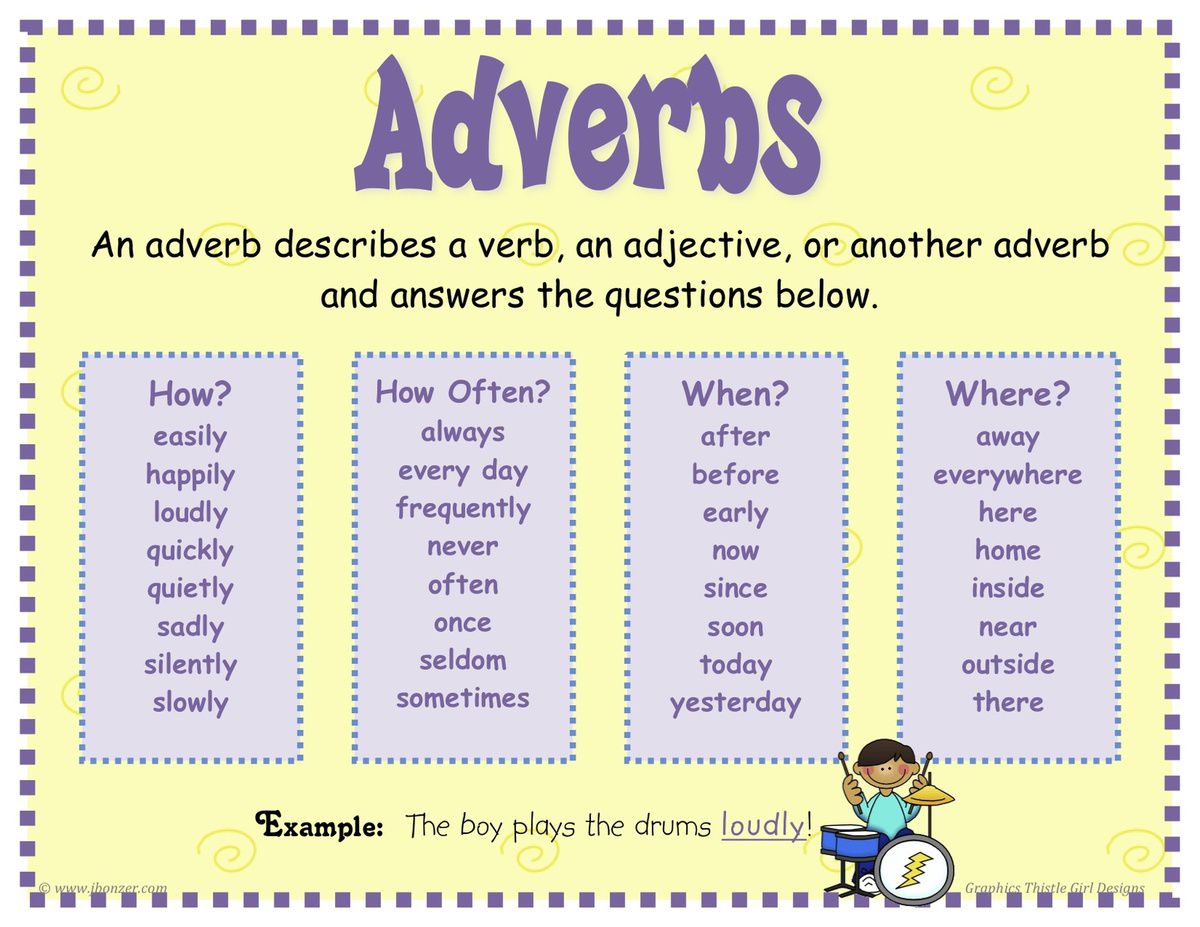 Adverbs
An adverb describes a verb, an adjective, or another adverb
and answers the questions below.
How?
easily
happily
loudly
quickly
quietly
sadly
silently
slowly
How Often?
always
every day
frequently
never
often
once
seldom
sometimes
When?
after
before
early
now
since
soon
today
yesterday
Where?
away
everywhere
here
home
inside
near
outside
there
Example: The boy plays the drums loudly!
© www.jbonzer.com
Graphics Thistle Girl Designs